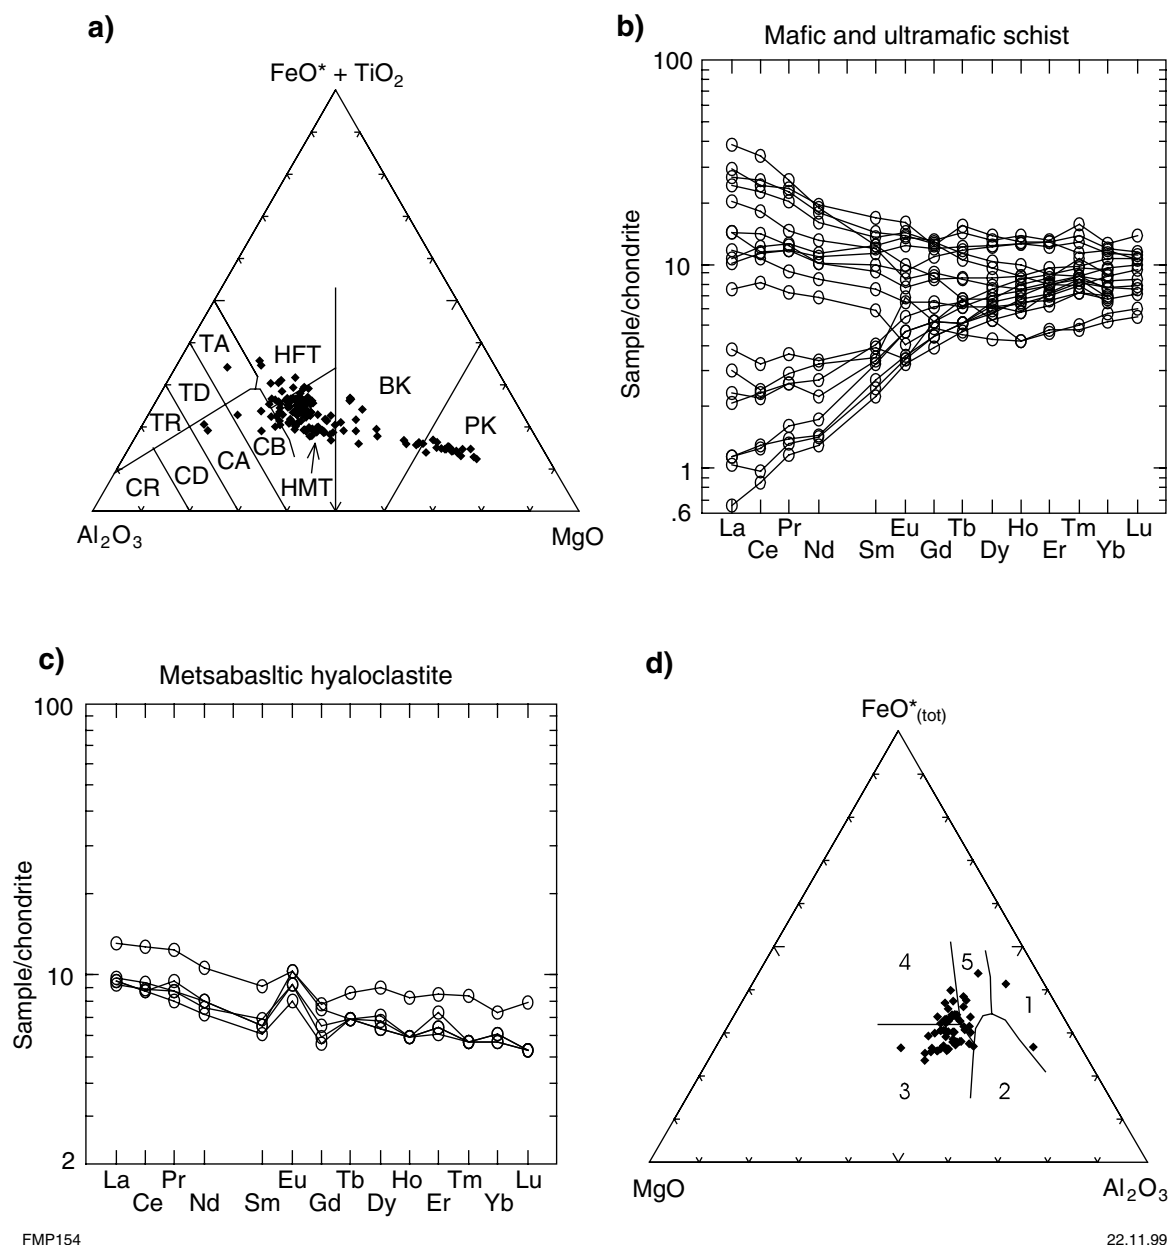 a)
FeO* + TiO₂
TA
HFT
TD
BK
TR
PK
CA
CB
CR
CD
HMT
Al₂O₃
MgO
b)
Mafic and ultramafic schist
100
10
1
.6
Sample/chondrite
La Pr Eu Tb Ho Tm Lu
Ce Nd Sm Gd Dy Er Yb
c)
Metsabasltic hyaloclastite
100
10
2
Sample/chondrite
La Pr Eu Tb Ho Tm Lu
Ce Nd Sm Gd Dy Er Yb
d)
FeO*(tot)
4
5
1
3
2
MgO
Al₂O₃
FMP154
22.11.99